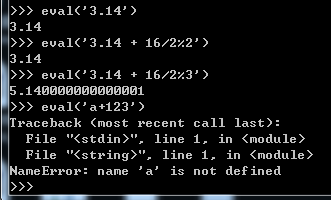 >>> eval('3.14')
3.14
>>> eval('3.14 + 16/2%2')
3.14
>>> eval('3.14 + 16/2%3')
5.140000000000001
>>> eval('a+123')
Traceback (most recent call last):
  File "<stdin>", line 1, in <module>
  File "<string>", line 1, in <module>
NameError: name 'a' is not defined
>>>